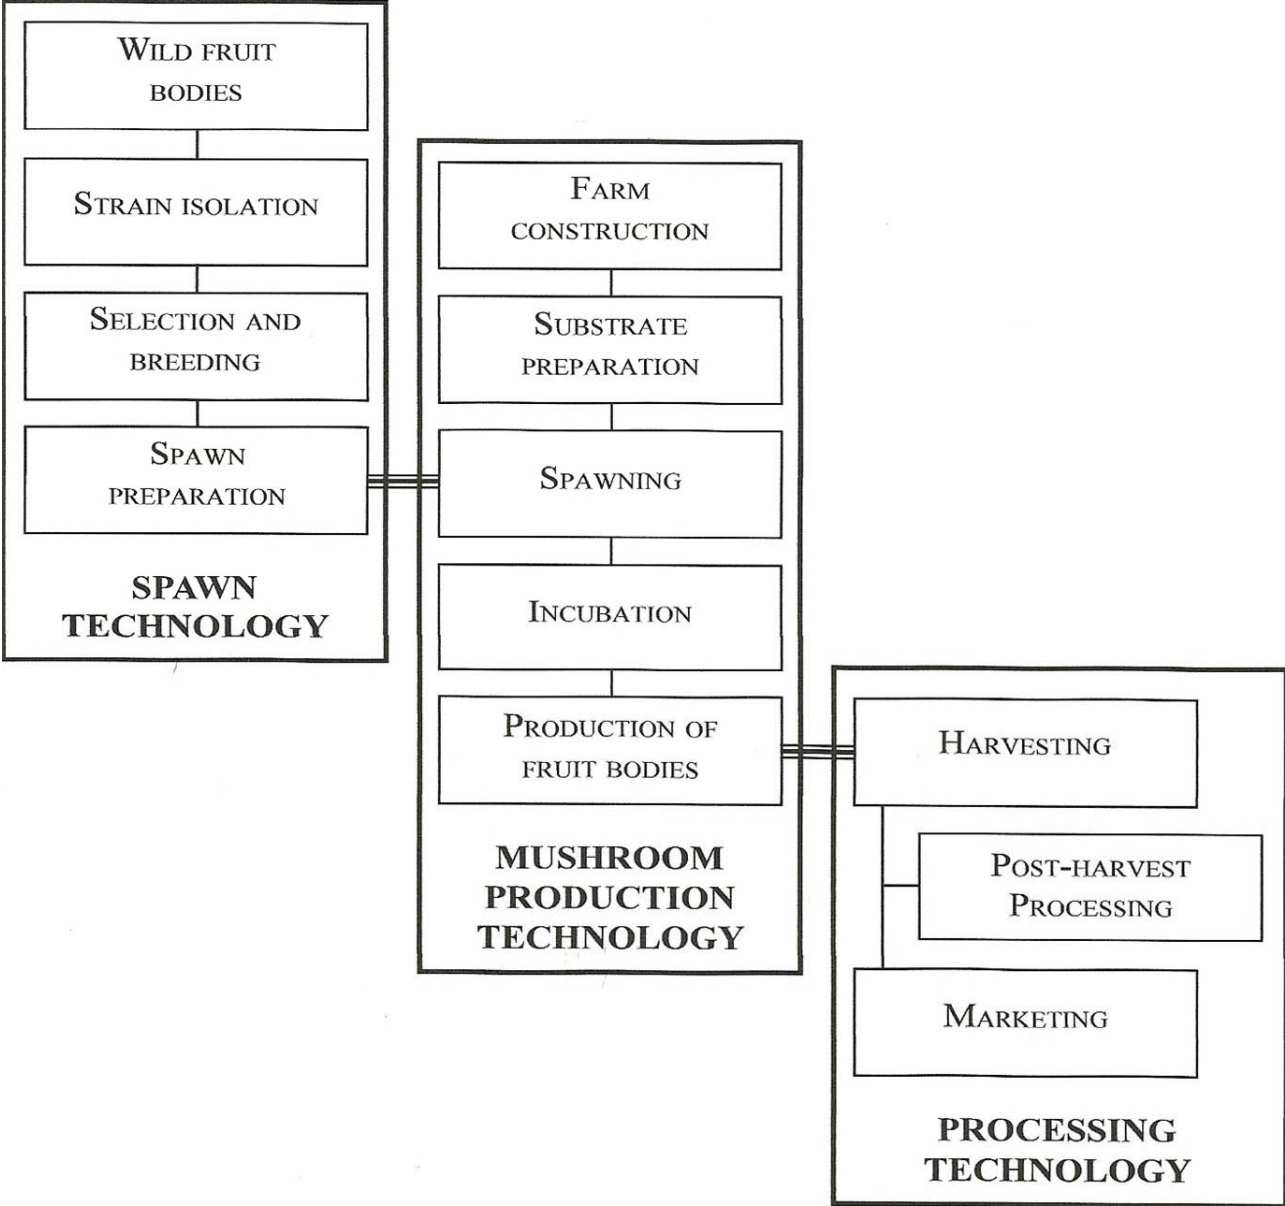 WILD FRUIT
BODIES
STRAIN ISOLATION
SELECTION AND
BREEDING
SPAWN
PREPARATION
SPAWN
TECHNOLOGY
FARM
CONSTRUCTION
SUBSTRATE
PREPARATION
SPAWNING
INCUBATION
PRODUCTION OF
FRUIT BODIES
MUSHROOM
PRODUCTION
TECHNOLOGY
HARVESTING
POST-HARVEST
PROCESSING
MARKETING
PROCESSING
TECHNOLOGY